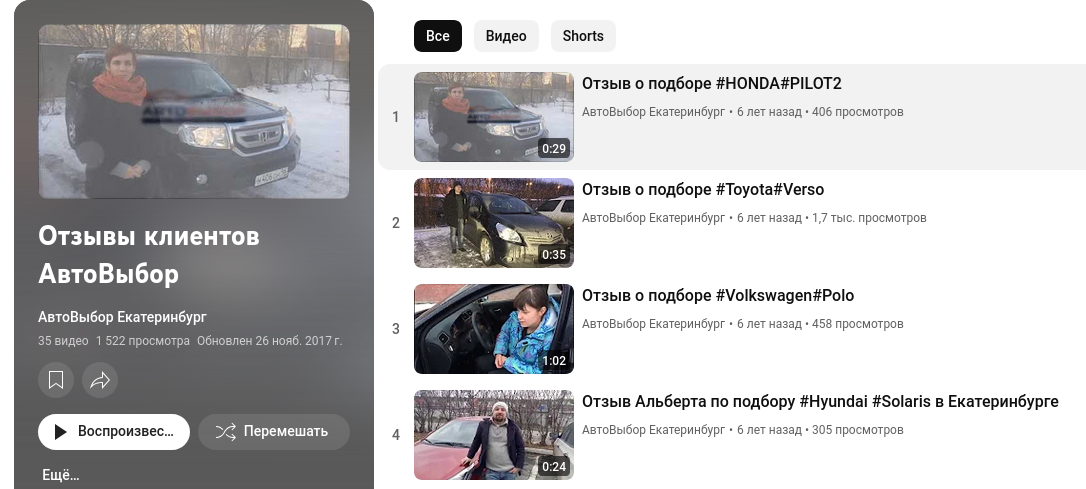 Отзывы клиентов
АвтоВыбор
АвтоВыбор Екатеринбург
35 видео 1 522 просмотра Обновлен 26 нояб. 2017 г.
Воспроизвес…
Перемешать
Ещё…
Все
Видео
Shorts
1
0:29
Отзыв о подборе #HONDA#PILOT2
АвтоВыбор Екатеринбург • 6 лет назад • 406 просмотров
2
0:35
Отзыв о подборе #Toyota#Verso
АвтоВыбор Екатеринбург • 6 лет назад • 1,7 тыс. просмотров
3
1:02
Отзыв о подборе #Volkswagen#Polo
АвтоВыбор Екатеринбург • 6 лет назад • 458 просмотров
4
0:24
Отзыв Альберта по подбору #Hyundai #Solaris в Екатеринбурге
АвтоВыбор Екатеринбург • 6 лет назад • 305 просмотров